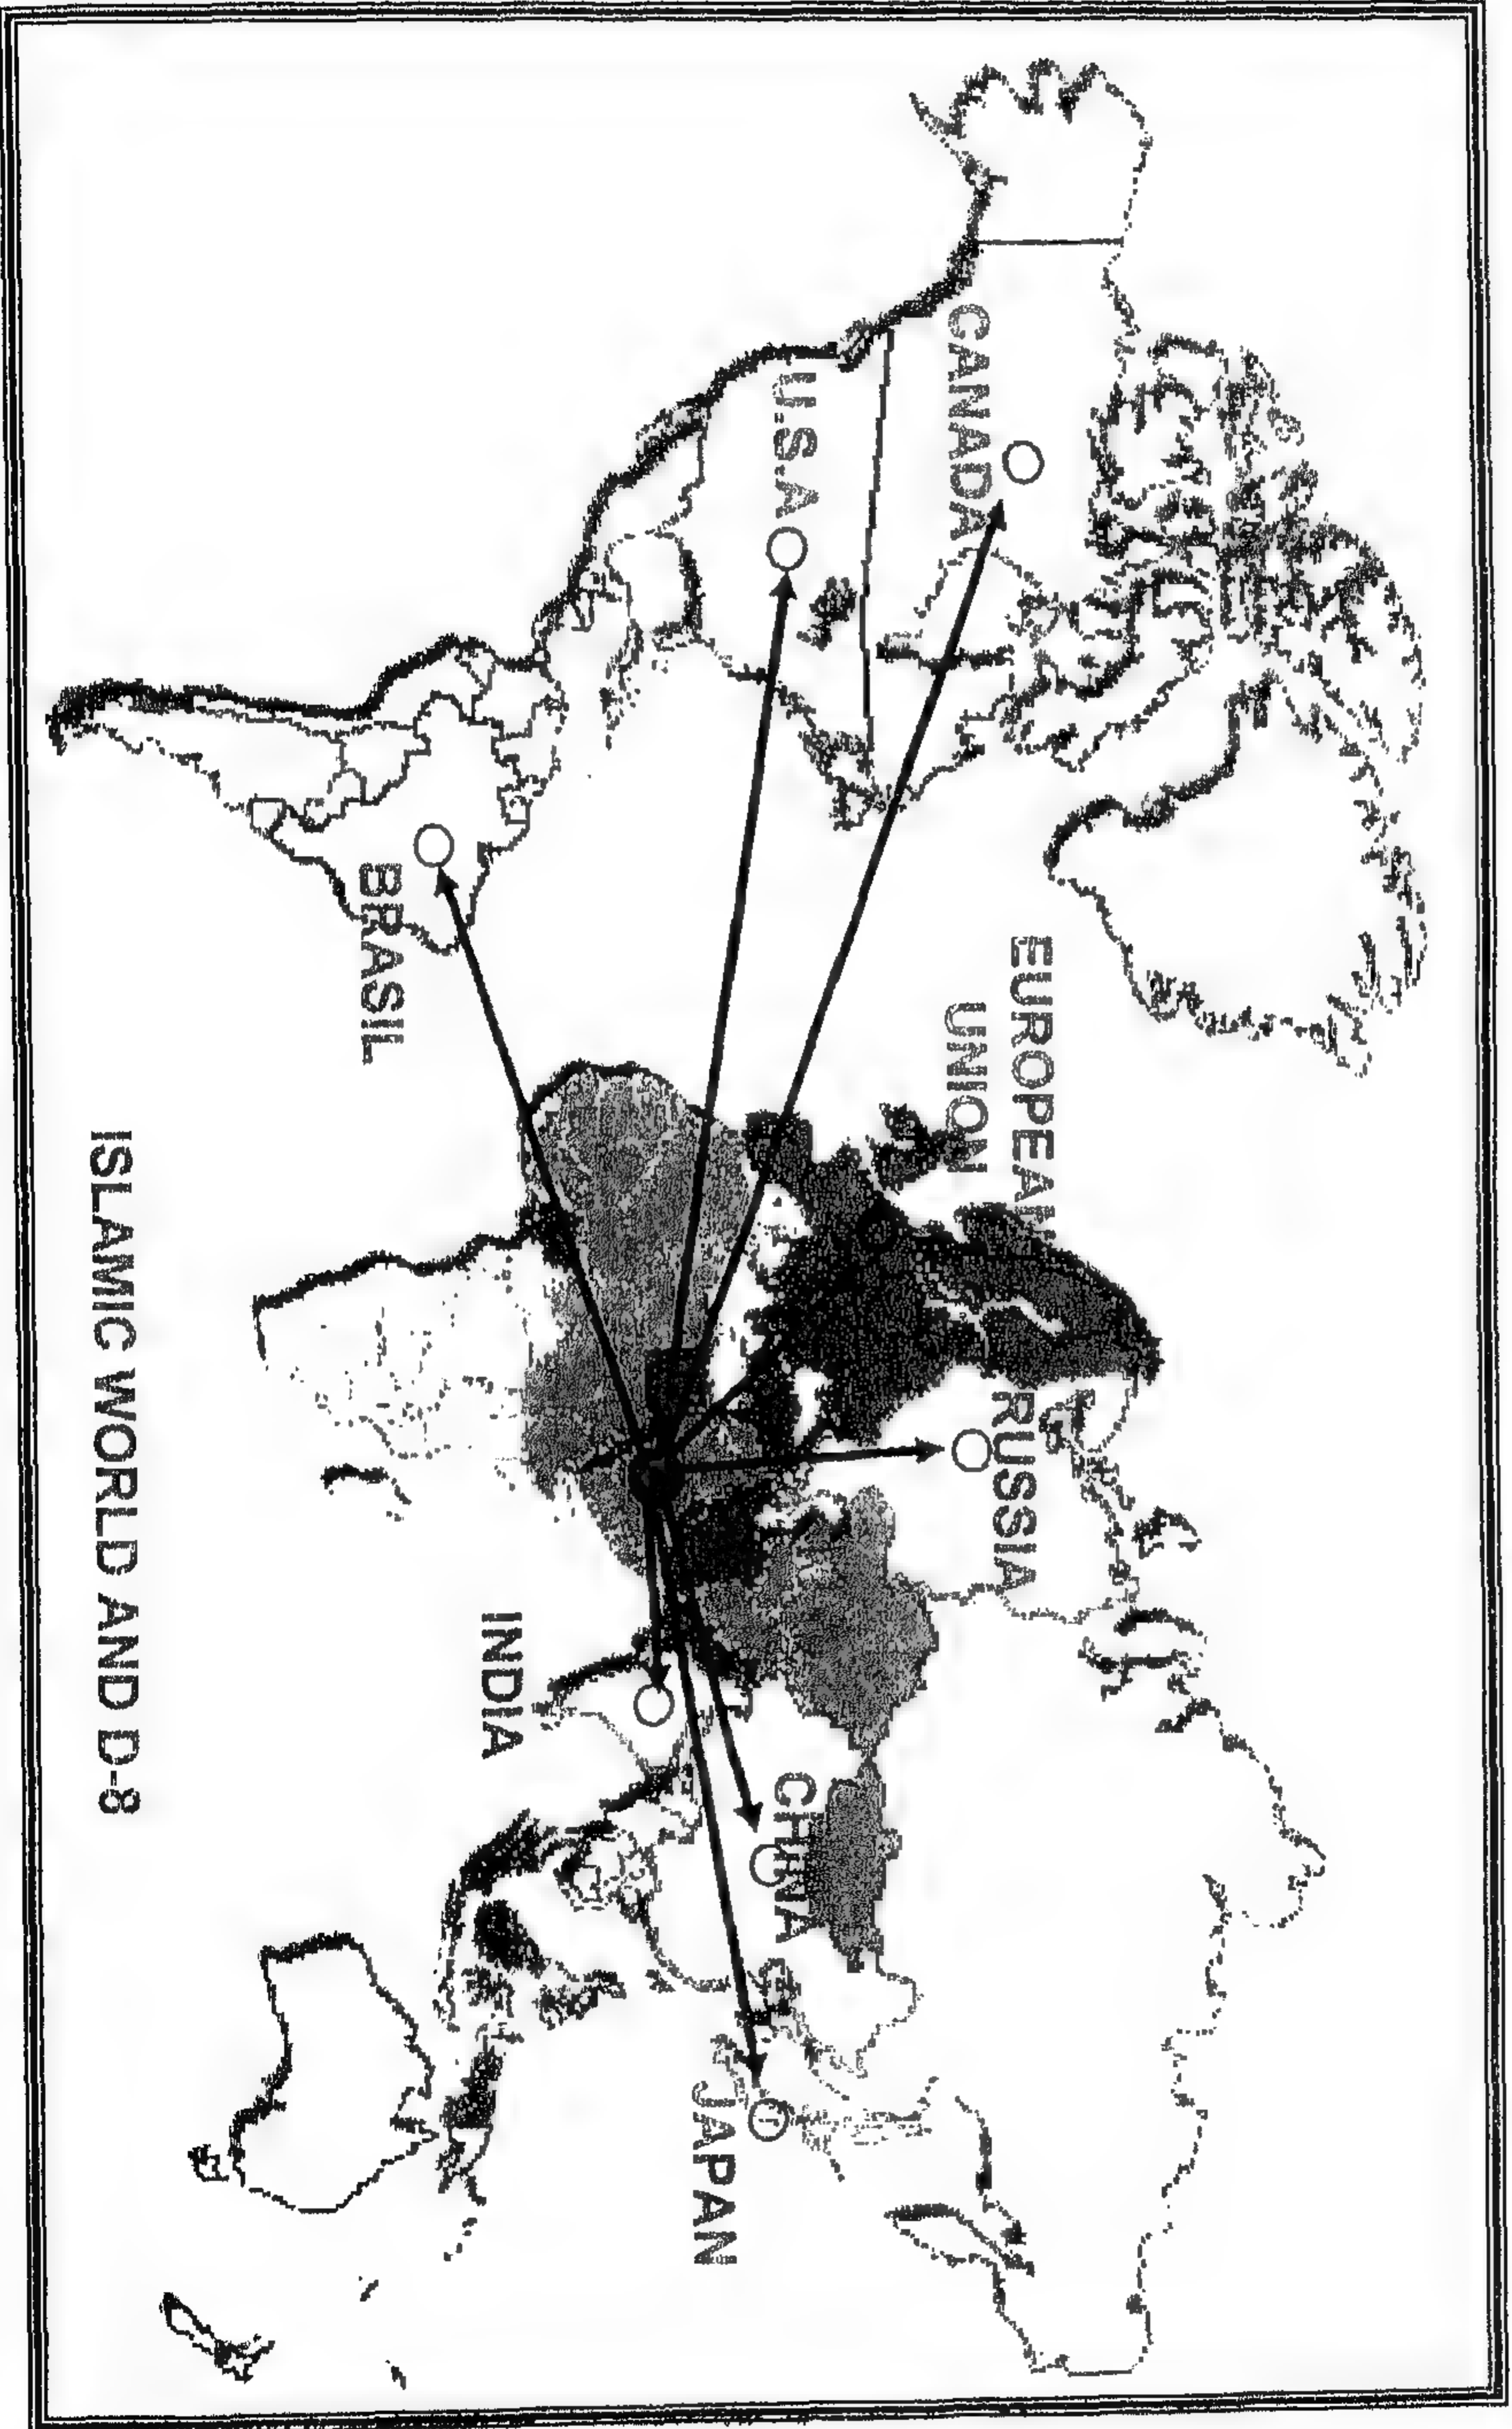 CANADA
U.S.A
EUROPEAN
UNION
RUSSIA
BRASIL
CHINA
INDIA
JAPAN
ISLAMIC WORLD AND D-8